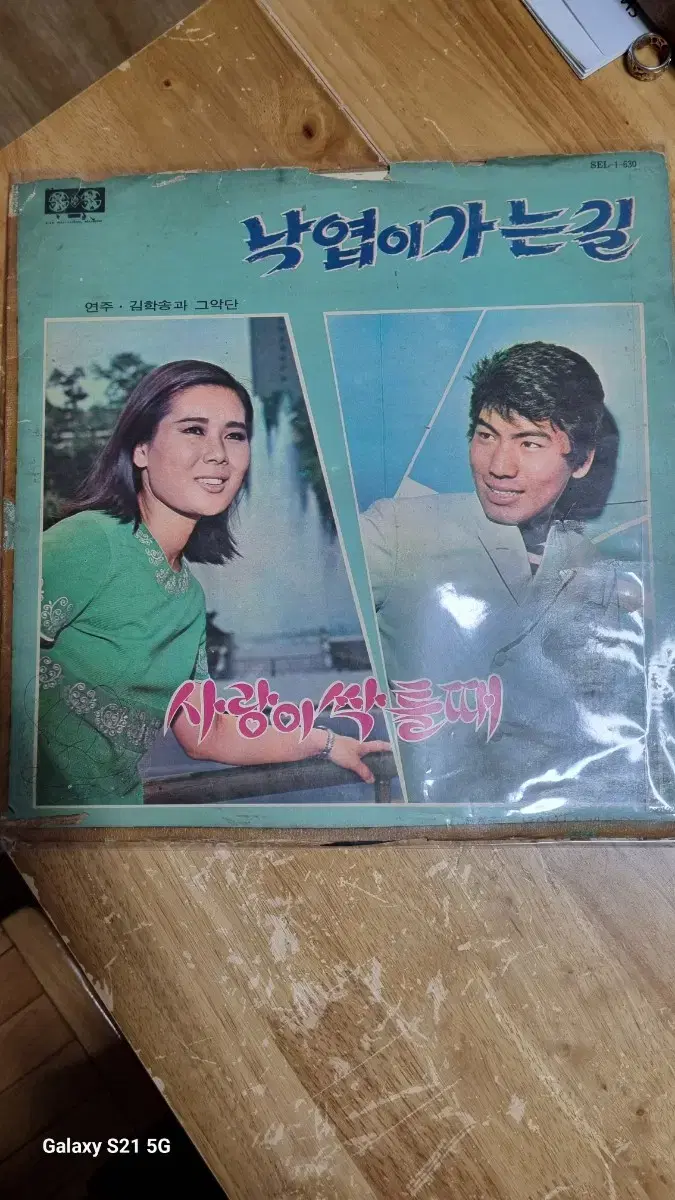 SEL-1-630
낙엽이 가는 길
연주·김학송과 그악단
사랑이 싹틀때
Galaxy S21 5G